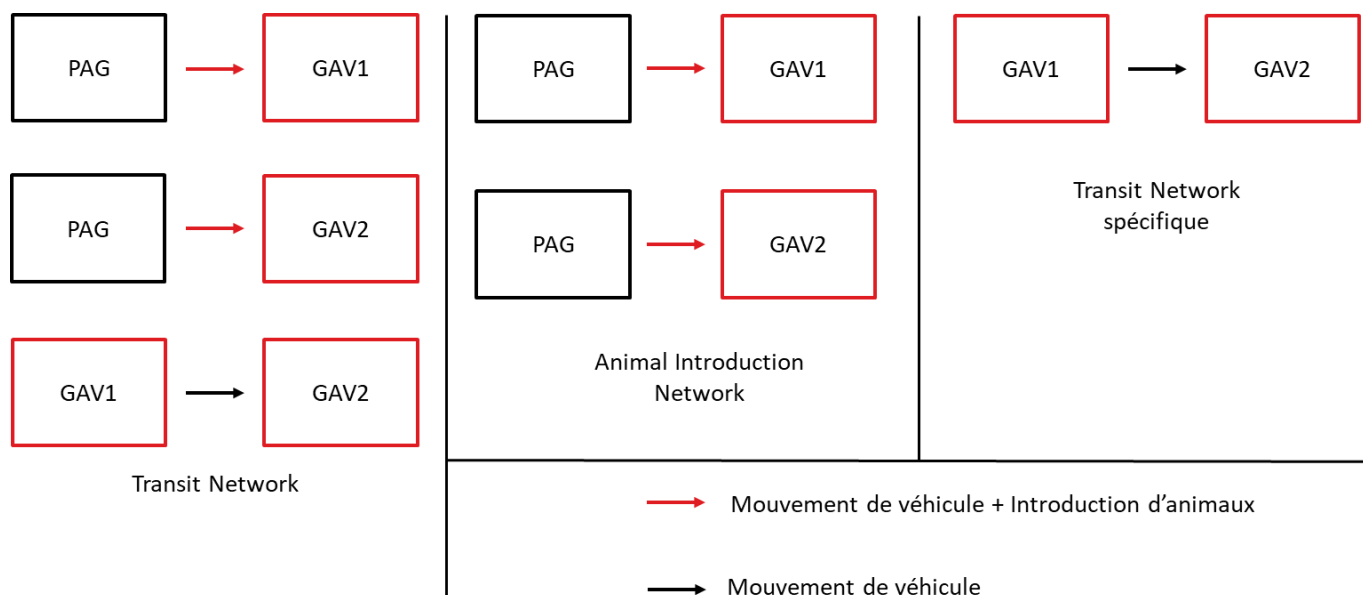 PAG GAV1
PAG GAV2
GAV1 GAV2
Transit Network
PAG GAV1
PAG GAV2
Animal Introduction
Network
GAV1 GAV2
Transit Network
spécifique
Mouvement de véhicule + Introduction d’animaux
Mouvement de véhicule